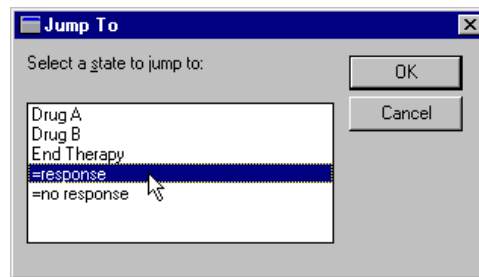 Jump To
Select a state to jump to:
OK
Cancel
Drug A
Drug B
End Therapy
=response
=no response